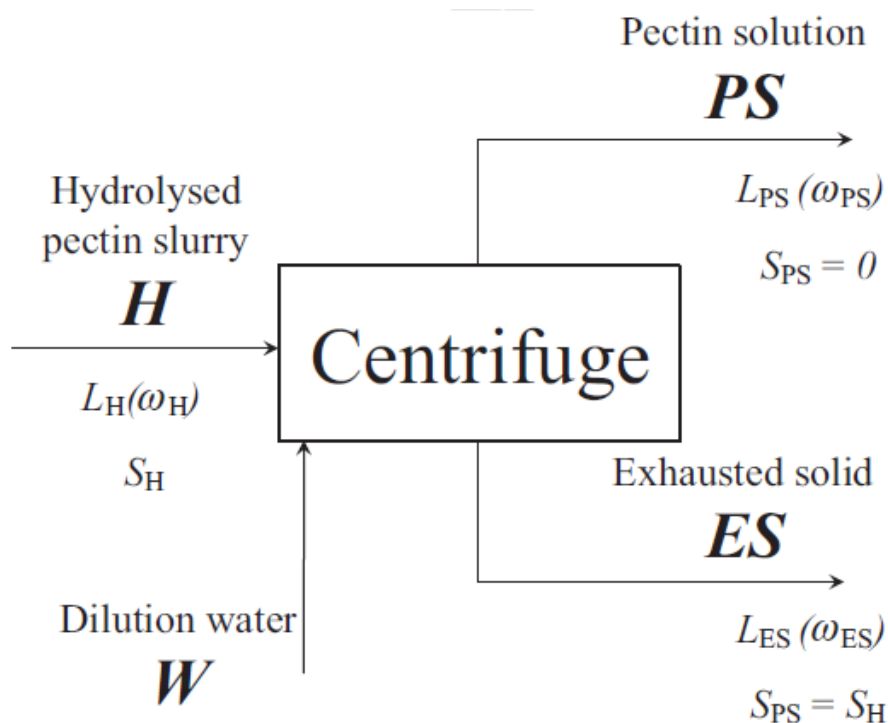 Pectin solution
PS
L_PS (ω_PS)
S_PS = 0
Hydrolysed
pectin slurry
H
L_H(ω_H)
S_H
Centrifuge
Exhausted solid
ES
L_ES (ω_ES)
S_PS = S_H
Dilution water
W